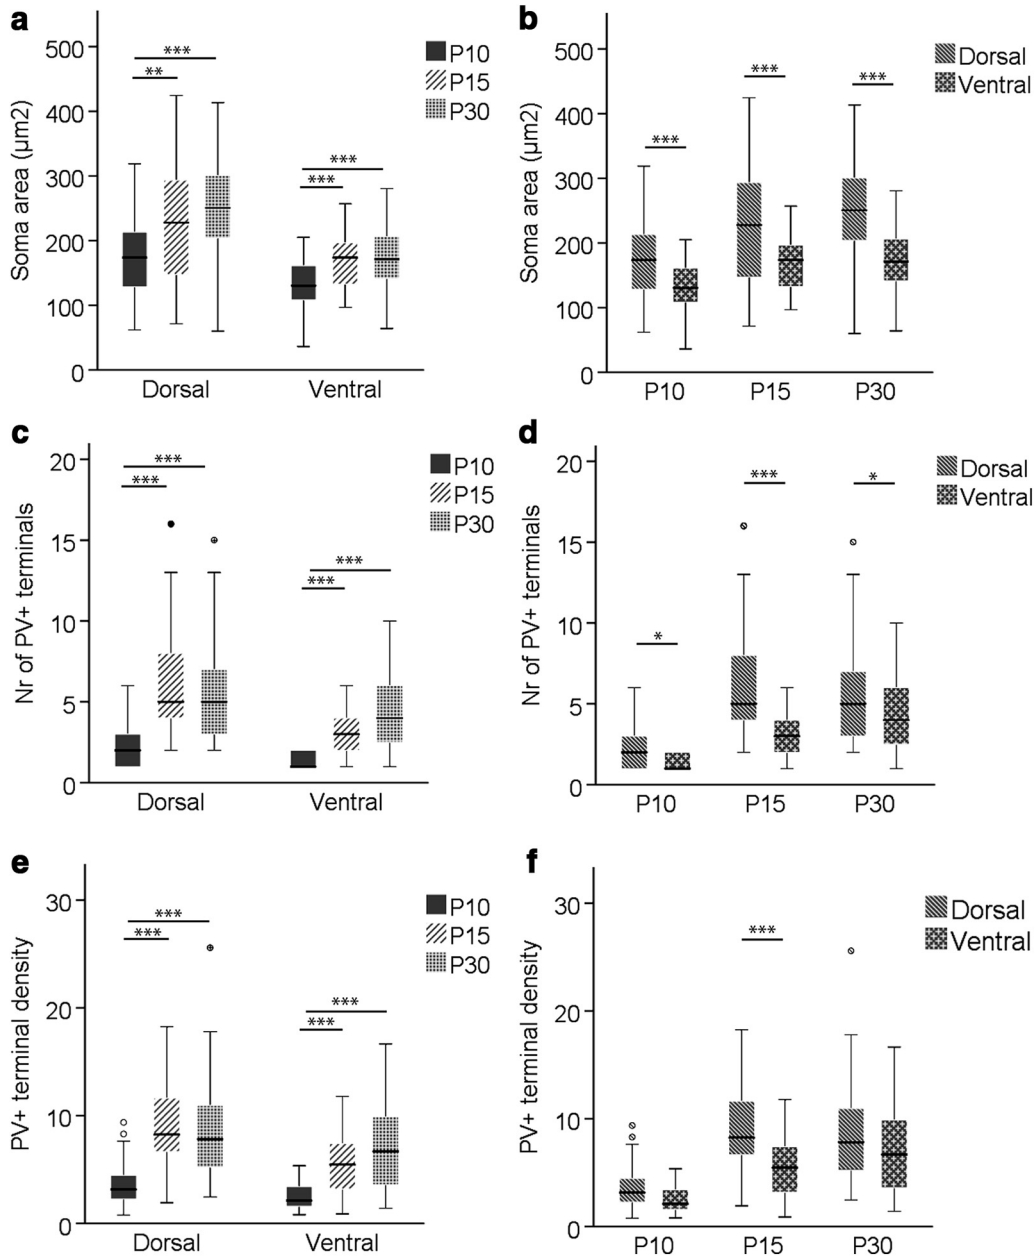 a
Soma area (µm2)
500
400
300
200
100
0
***
**
***
***
P10
P15
P30
Dorsal Ventral
b
Soma area (µm2)
500
400
300
200
100
0
***
***
***
Dorsal
Ventral
P10 P15 P30
c
Nr of PV+ terminals
20
15
10
5
0
***
***
***
***
P10
P15
P30
Dorsal Ventral
d
Nr of PV+ terminals
20
15
10
5
0
*
***
*
Dorsal
Ventral
P10 P15 P30
e
PV+ terminal density
30
20
10
0
***
***
***
***
P10
P15
P30
Dorsal Ventral
f
PV+ terminal density
30
20
10
0
***
Dorsal
Ventral
P10 P15 P30